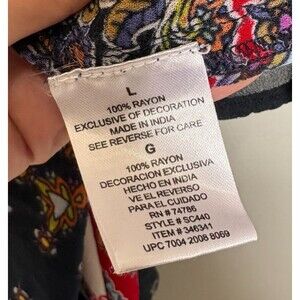 L
100% RAYON
EXCLUSIVE OF DECORATION
MADE IN INDIA
SEE REVERSE FOR CARE
G
100% RAYON
DECORACION EXCLUSIVA
HECHO EN INDIA
VE EL REVERSO
PARA EL CUIDADO
RN # 74786
STYLE # SC440
ITEM # 346341
UPC 7004 2008 8069